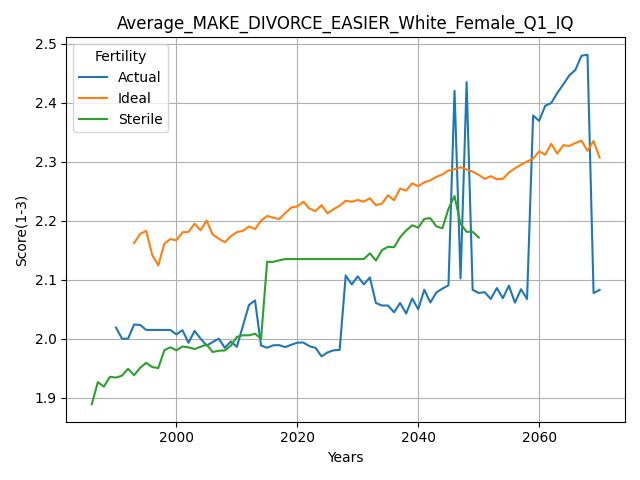 Average_MAKE_DIVORCE_EASIER_White_Female_Q1_IQ
Fertility
Actual
Ideal
Sterile
Score(1-3)
2.5
2.4
2.3
2.2
2.1
2.0
1.9
2000
2020
2040
2060
Years